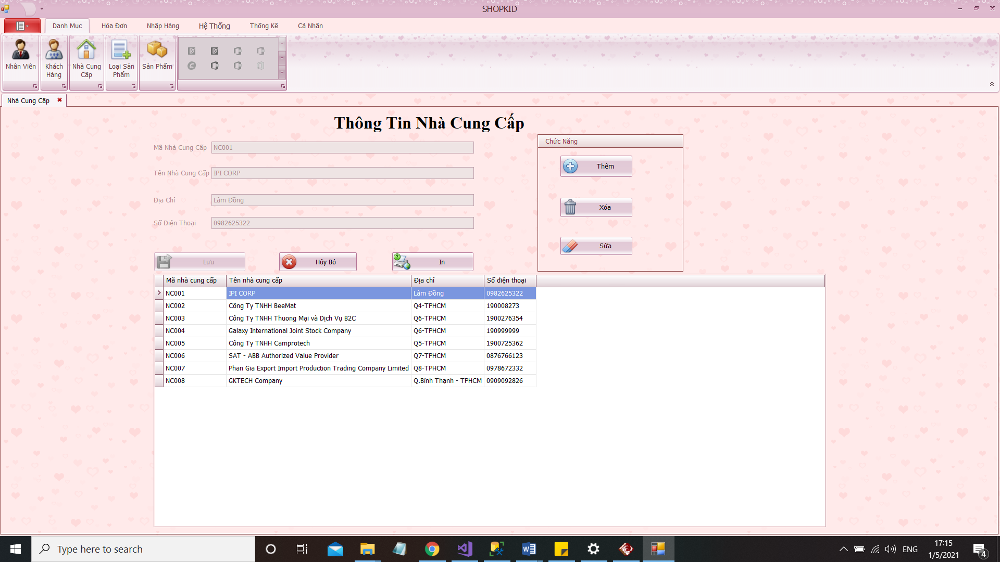 SHOPKID
Danh Mục Hóa Đơn Nhập Hàng Hệ Thống Thống Kê Cá Nhân
Nhân Viên Khách Hàng Nhà Cung Cấp Loại Sản Phẩm Sản Phẩm
Nhà Cung Cấp
Thông Tin Nhà Cung Cấp
Mã Nhà Cung Cấp NC001
Tên Nhà Cung Cấp IPI CORP
Địa Chỉ Lâm Đồng
Số Điện Thoại 0982625322
Chức Năng
Thêm
Xóa
Sửa
Lưu Hủy Bỏ In
Mã nhà cung cấp Tên nhà cung cấp Địa chỉ Số điện thoại
NC001 IPI CORP Lâm Đồng 0982625322
NC002 Công Ty TNHH BeeMat Q4-TPHCM 190008273
NC003 Công Ty TNHH Thuong Mại và Dịch Vụ B2C Q6-TPHCM 1900276354
NC004 Galaxy International Joint Stock Company Q6-TPHCM 190999999
NC005 Công Ty TNHH Camprotech Q5-TPHCM 1900725362
NC006 SAT - ABB Authorized Value Provider Q7-TPHCM 0876766123
NC007 Phan Gia Export Import Production Trading Company Limited Q8-TPHCM 0978672332
NC008 GKTECH Company Q.Bình Thạnh - TPHCM 0909092826
Type here to search
ENG
17:15
1/5/2021
4